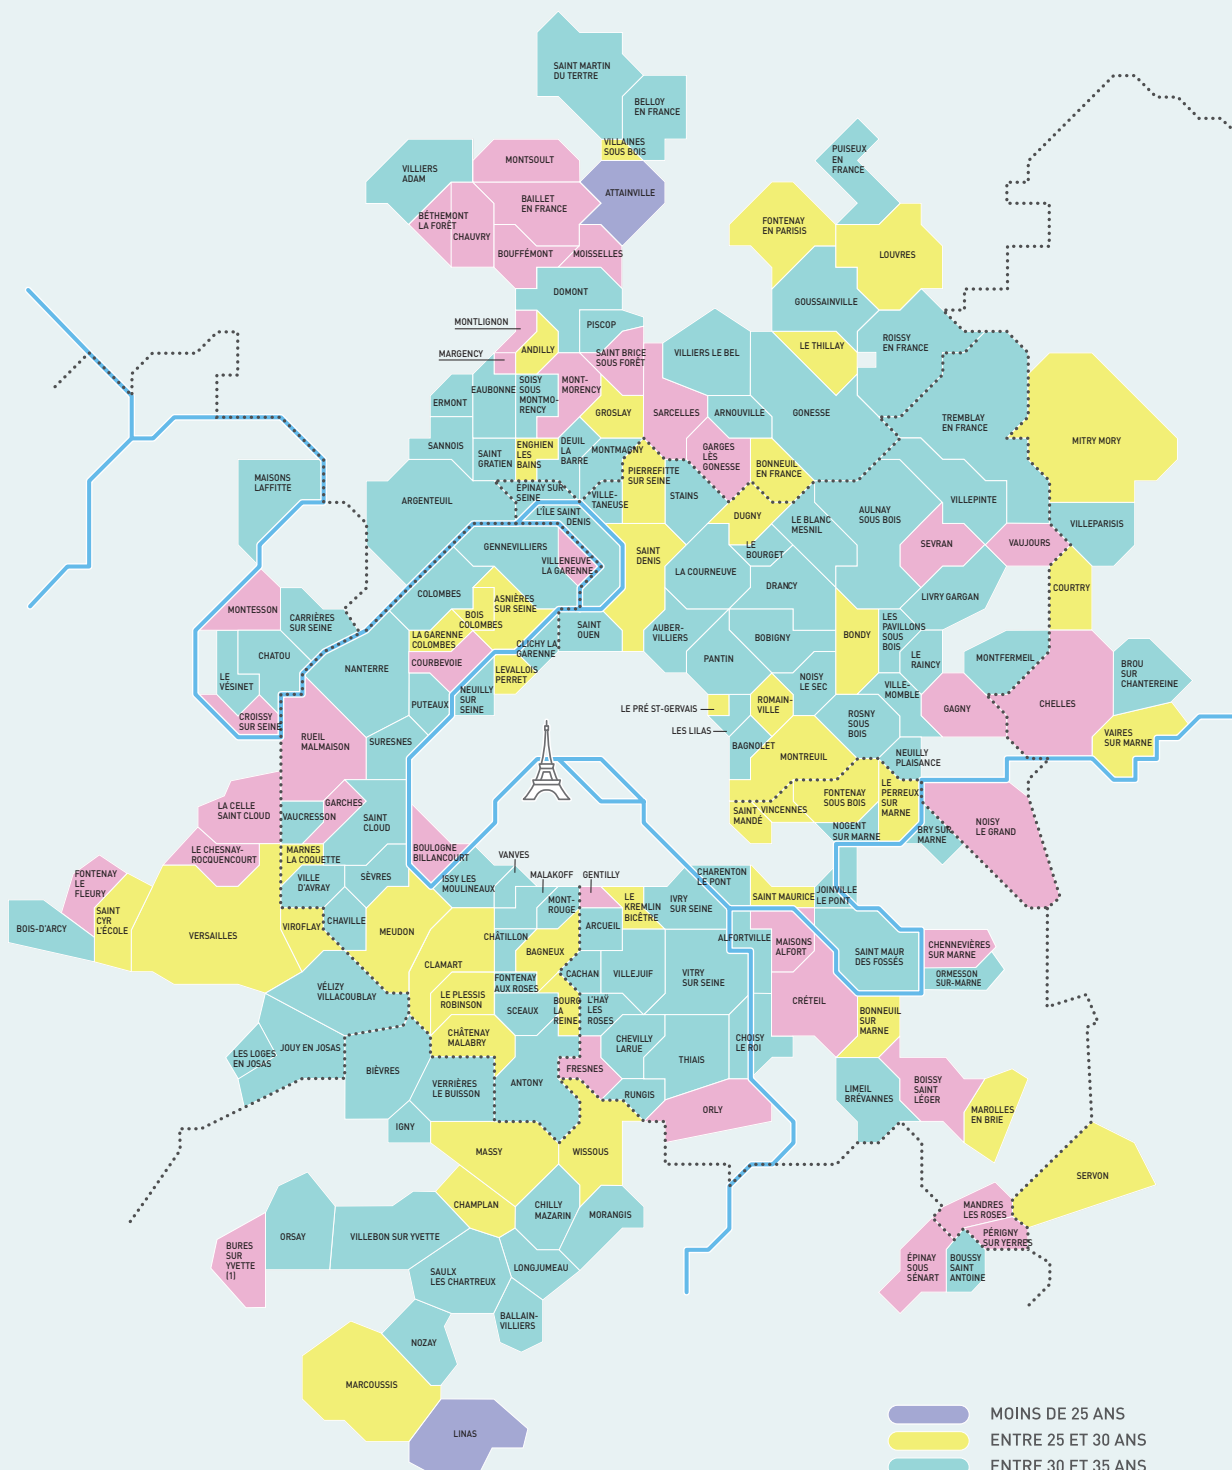 SAINT MARTIN
DU TERTRE
BELLOY
EN FRANCE
VILLAINES
SOUS BOIS
MONTSOULT
VILLIERS
ADAM
PUISEUX
EN
FRANCE
ATTAINVILLE
BAILLET
EN FRANCE
BÉTHEMONT
LA FORÊT
CHAUVRY
FONTENAY
EN PARISIS
BOUFFÉMONT
MOISSELLES
LOUVRES
DOMONT
GOUSSAINVILLE
MONTLIGNON
PISCOP
ROISSY
EN FRANCE
LE THILLAY
MARGENCY
ANDILLY
SAINT BRICE
SOUS FORÊT
VILLIERS LE BEL
EAUBONNE
SOISY
SOUS
MONTMO-
RENCY
MONT-
MORENCY
ERMONT
GROSLAY
SARCELLES
ARNOUVILLE
GONESSE
TREMBLAY
EN FRANCE
MITRY MORY
SANNOIS
SAINT
GRATIEN
ENGHIEN
LES
BAINS
DEUIL
LA
BARRE
MONTMAGNY
GARGES
LÈS
GONESSE
BONNEUIL
EN FRANCE
PIERREFITTE
SUR SEINE
MAISONS
LAFFITTE
ARGENTEUIL
ÉPINAY SUR
SEINE
VILLE-
TANEUSE
STAINS
L'ÎLE SAINT
DENIS
DUGNY
LE BLANC
MESNIL
AULNAY
SOUS BOIS
VILLEPINTE
VILLEPARISIS
GENNEVILLIERS
VILLENEUVE
LA GARENNE
SAINT
DENIS
LE
BOURGET
SEVRAN
VAUJOURS
LA COURNEUVE
DRANCY
COURTRY
COLOMBES
ASNIÈRES
SUR SEINE
LIVRY GARGAN
MONTESSON
CARRIÈRES
SUR SEINE
BOIS
COLOMBES
LA GARENNE
COLOMBES
CLICHY LA
GARENNE
SAINT
OUEN
AUBER-
VILLIERS
BOBIGNY
BONDY
LES
PAVILLONS
SOUS
BOIS
CHATOU
NANTERRE
COURBEVOIE
LEVALLOIS
PERRET
PANTIN
LE
RAINCY
MONTFERMEIL
BROU
SUR
CHANTEREINE
LE
VÉSINET
NOISY
LE SEC
VILLE-
MOMBLE
CROISSY
SUR SEINE
PUTEAUX
NEUILLY
SUR
SEINE
LE PRÉ ST-GERVAIS
ROMAIN-
VILLE
GAGNY
CHELLES
RUEIL
MALMAISON
SURESNES
LES LILAS
BAGNOLET
ROSNY
SOUS
BOIS
VAIRES
SUR MARNE
MONTREUIL
NEUILLY
PLAISANCE
LA CELLE
SAINT CLOUD
VAUCRESSON
GARCHES
SAINT
CLOUD
SAINT
MANDÉ
VINCENNES
FONTENAY
SOUS BOIS
LE
PERREUX
SUR
MARNE
NOISY
LE GRAND
NOGENT
SUR MARNE
BRY SUR
MARNE
LE CHESNAY-
ROCQUENCOURT
MARNES
LA COQUETTE
BOULOGNE
BILLANCOURT
VANVES
FONTENAY
LE
FLEURY
VILLE
D'AVRAY
SÈVRES
ISSY LES
MOULINEAUX
MALAKOFF
GENTILLY
CHARENTON
LE PONT
SAINT MAURICE
JOINVILLE
LE PONT
SAINT
CYR
L'ÉCOLE
BOIS-D'ARCY
VERSAILLES
VIROFLAY
CHAVILLE
MEUDON
MONT-
ROUGE
LE
KREMLIN
BICÊTRE
IVRY
SUR SEINE
ARCUEIL
CHÂTILLON
ALFORTVILLE
MAISONS
ALFORT
SAINT MAUR
DES FOSSÉS
CHENNEVIÈRES
SUR MARNE
CLAMART
BAGNEUX
CACHAN
VILLEJUIF
VITRY
SUR SEINE
ORMESSON
SUR-MARNE
VÉLIZY
VILLACOUBLAY
LE PLESSIS
ROBINSON
FONTENAY
AUX ROSES
SCEAUX
BOURG
LA
REINE
L'HAŸ
LES
ROSES
CRÉTEIL
BONNEUIL
SUR
MARNE
CHÂTENAY
MALABRY
CHEVILLY
LARUE
THIAIS
CHOISY
LE ROI
LES LOGES
EN JOSAS
JOUY EN JOSAS
BIÈVRES
VERRIÈRES
LE BUISSON
ANTONY
FRESNES
RUNGIS
ORLY
LIMEIL
BRÉVANNES
BOISSY
SAINT
LÉGER
MAROLLES
EN BRIE
IGNY
MASSY
WISSOUS
SERVON
CHAMPLAN
CHILLY
MAZARIN
MORANGIS
MANDRES
LES ROSES
PÉRIGNY
SUR YERRES
ORSAY
VILLEBON SUR YVETTE
BURES
SUR
YVETTE
(1)
SAULX
LES CHARTREUX
LONGJUMEAU
ÉPINAY
SOUS
SÉNART
BOUSSY
SAINT
ANTOINE
BALLAIN-
VILLIERS
NOZAY
MARCOUSSIS
LINAS
MOINS DE 25 ANS
ENTRE 25 ET 30 ANS
ENTRE 30 ET 35 ANS